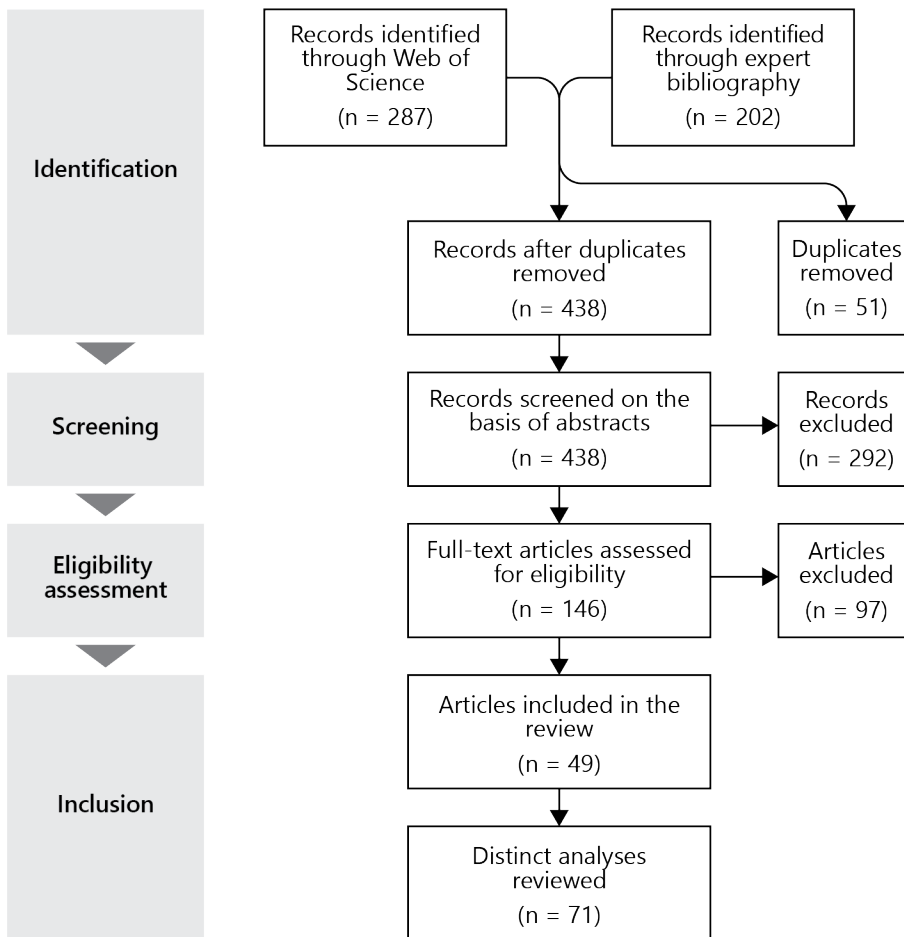 Identification
Records identified
through Web of
Science
(n = 287)
Records identified
through expert
bibliography
(n = 202)
Records after duplicates
removed
(n = 438)
Duplicates
removed
(n = 51)
Screening
Records screened on the
basis of abstracts
(n = 438)
Records
excluded
(n = 292)
Eligibility
assessment
Full-text articles assessed
for eligibility
(n = 146)
Articles
excluded
(n = 97)
Inclusion
Articles included in the
review
(n = 49)
Distinct analyses
reviewed
(n = 71)